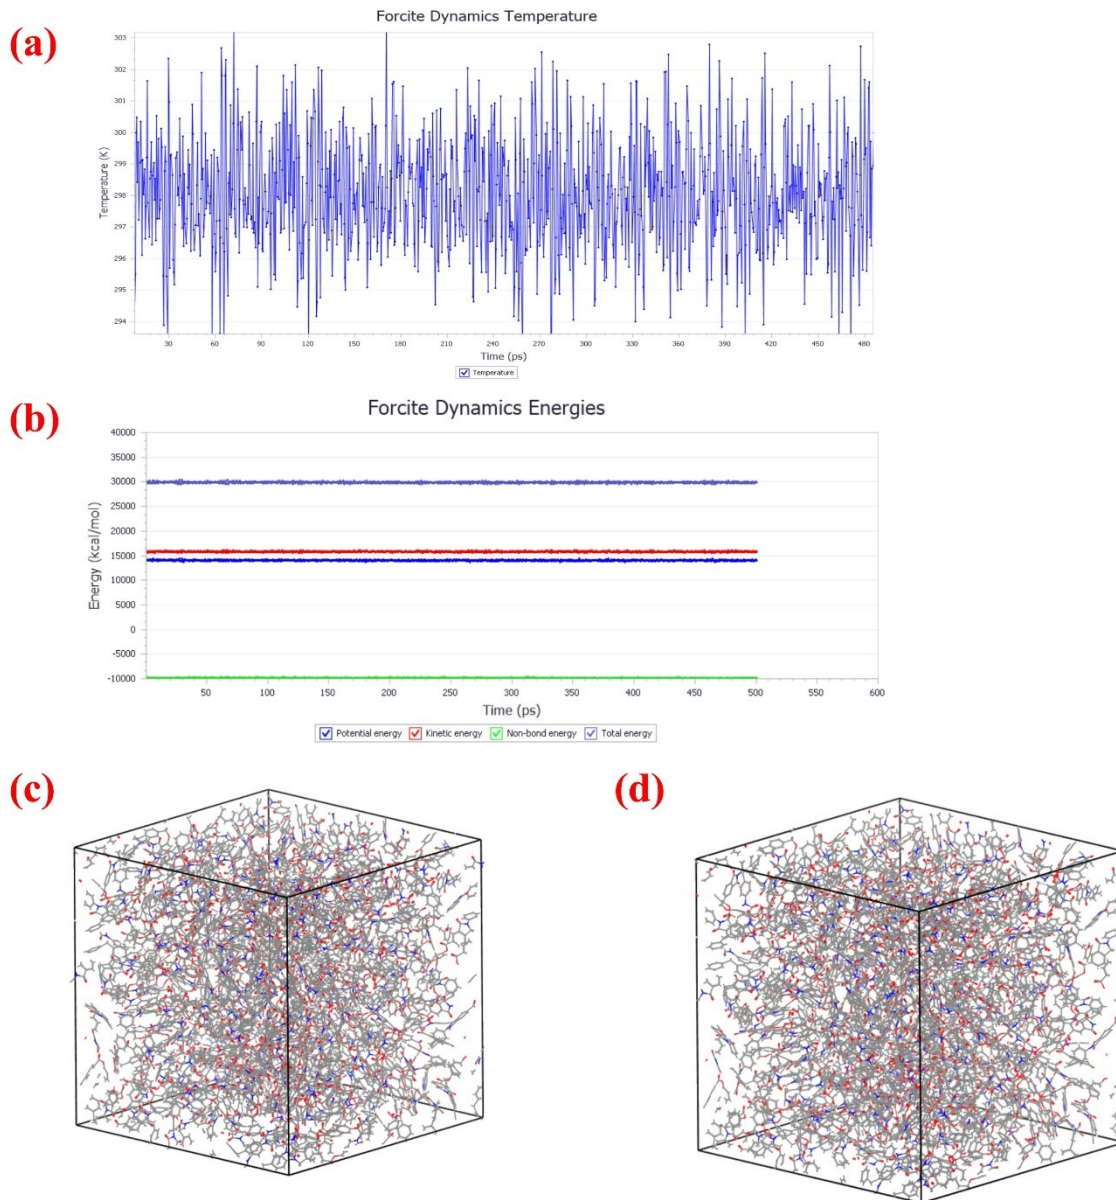 (a)
Forcite Dynamics Temperature
303
302
301
300
299
298
297
296
295
294
Temperature (K)
30 60 90 120 150 180 210 240 270 300 330 360 390 420 450 480
Time (ps)
Temperature
(b)
Forcite Dynamics Energies
40000
35000
30000
25000
20000
15000
10000
5000
0
-5000
-10000
Energy (kcal/mol)
50 100 150 200 250 300 350 400 450 500 550 600
Time (ps)
Potential energy Kinetic energy Non-bond energy Total energy
(c) (d)